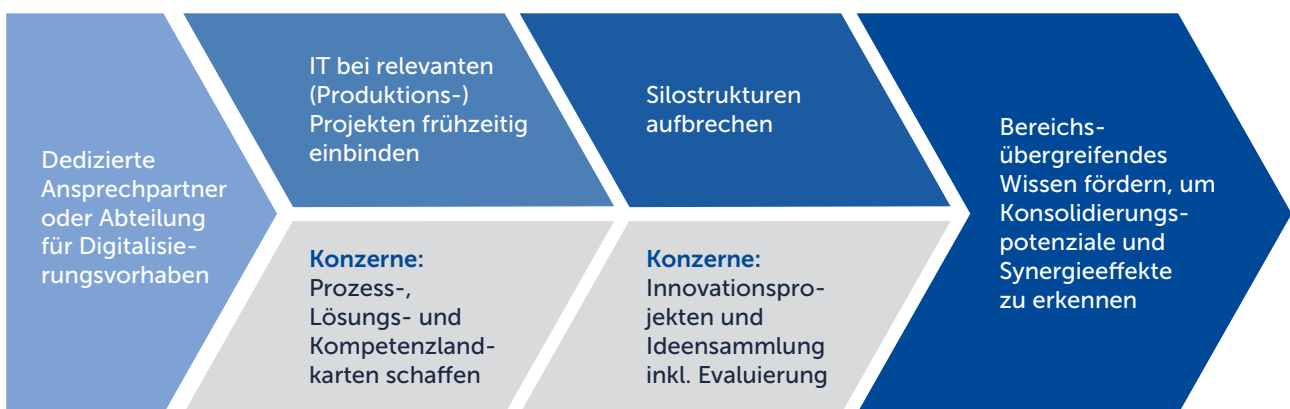 Dedizierte
Ansprechpartner
oder Abteilung
für Digitalisie-
rungsvorhaben
IT bei relevanten
(Produktions-)
Projekten frühzeitig
einbinden
Konzerne:
Prozess-,
Lösungs- und
Kompetenzland-
karten schaffen
Silostrukturen
aufbrechen
Konzerne:
Innovationspro-
jekten und
Ideensammlung
inkl. Evaluierung
Bereichs-
übergreifendes
Wissen fördern, um
Konsolidierungs-
potenziale und
Synergieeffekte
zu erkennen